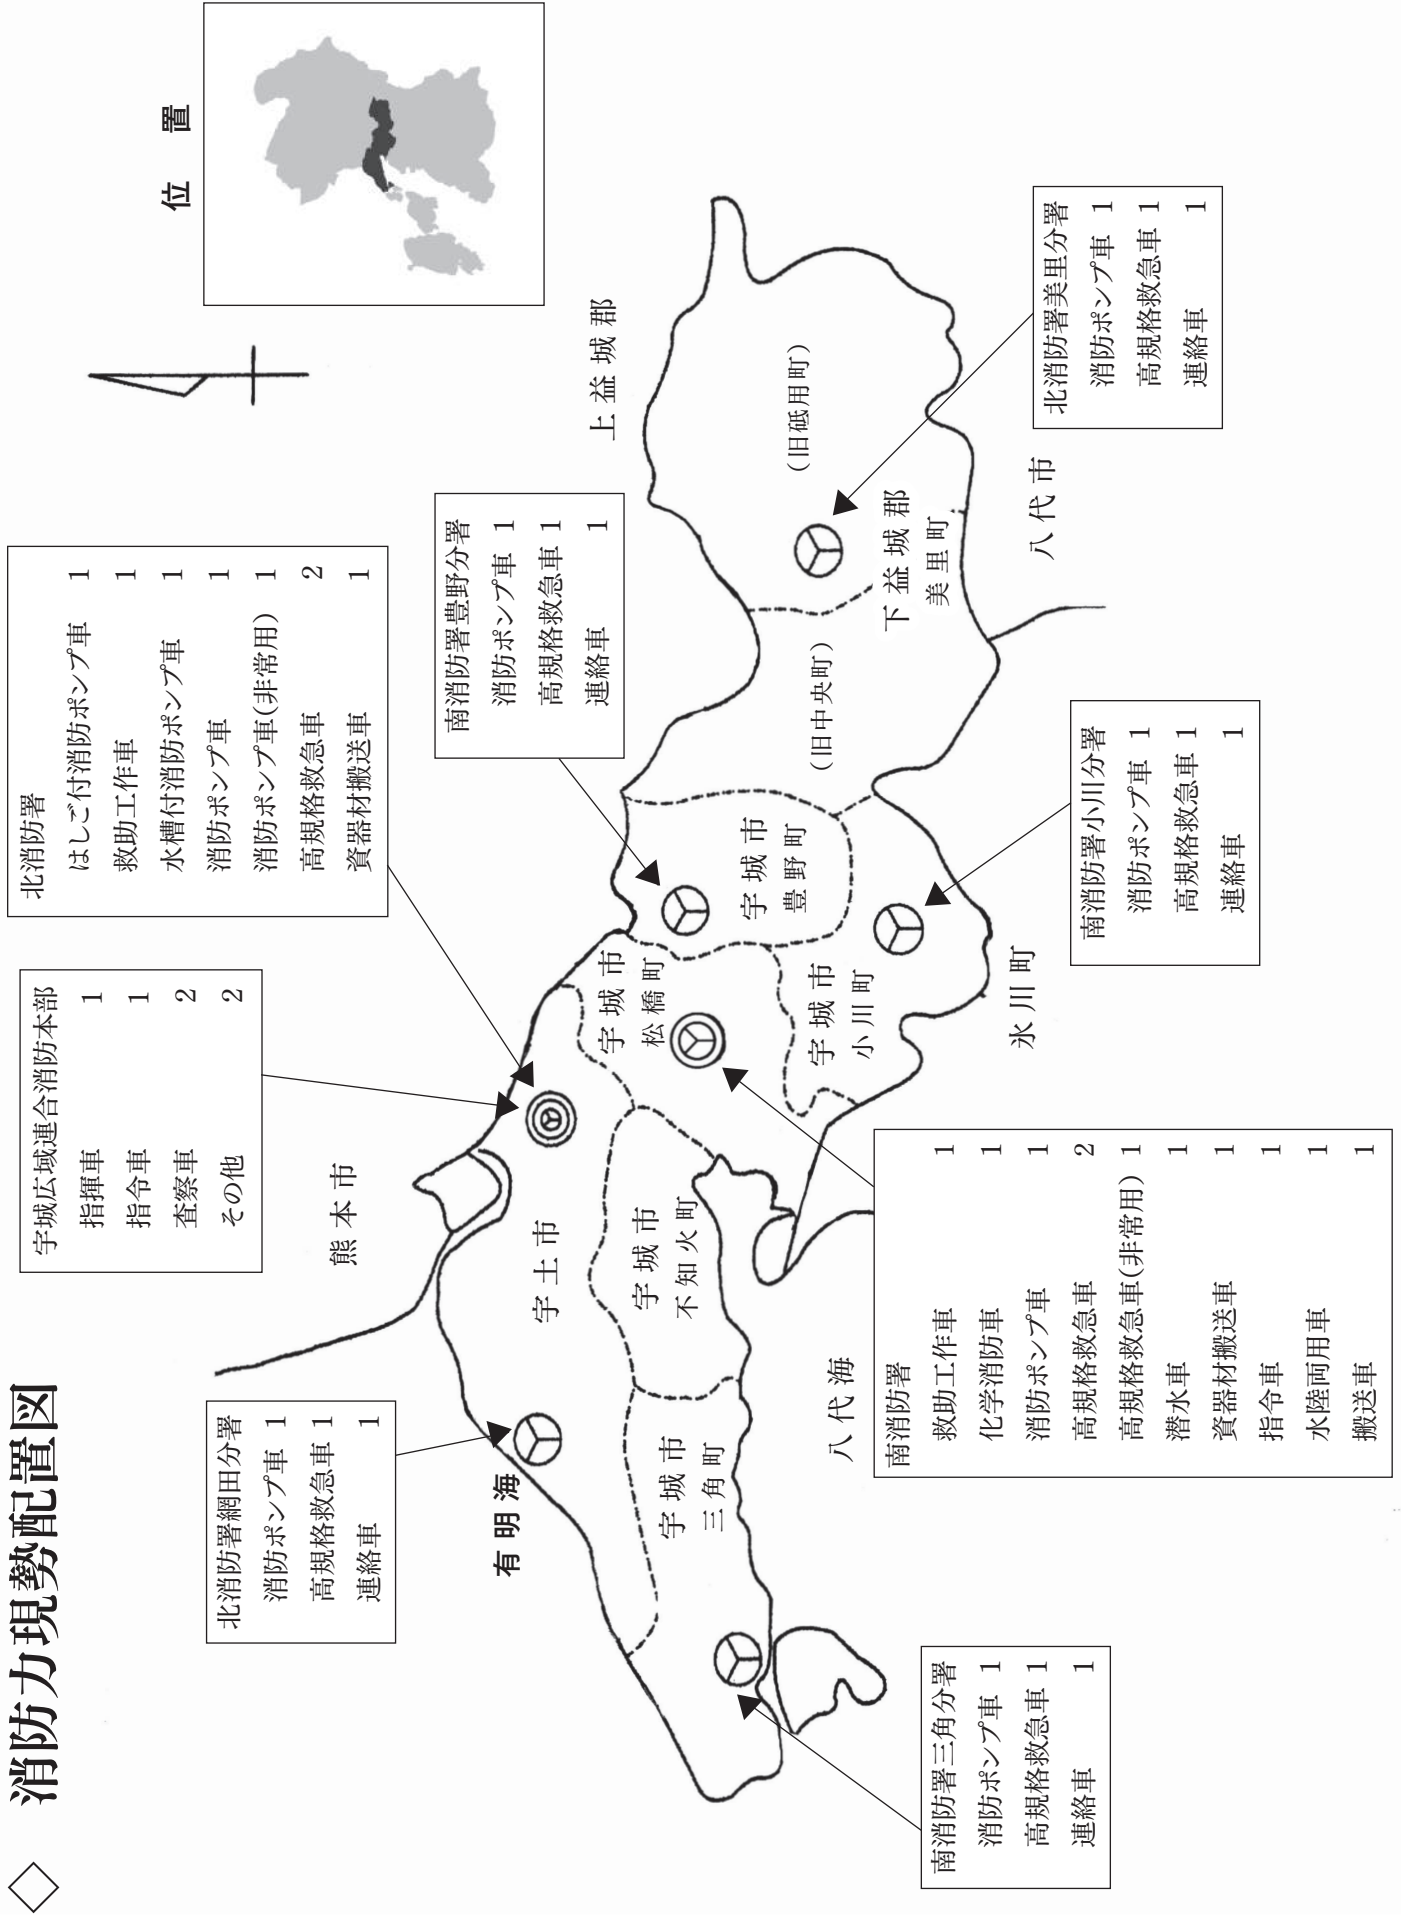 ◇ 消防力現勢配置図
位 置
宇城広域連合消防本部
指揮車 1
指令車 1
査察車 2
その他 2
北消防署
はしご付消防ポンプ車 1
救助工作車 1
水槽付消防ポンプ車 1
消防ポンプ車 1
消防ポンプ車(非常用) 1
高規格救急車 2
資器材搬送車 1
北消防署網田分署
消防ポンプ車 1
高規格救急車 1
連絡車 1
南消防署豊野分署
消防ポンプ車 1
高規格救急車 1
連絡車 1
熊本市
上益城郡
有明海
宇土市
宇城市
松橋町
宇城市
不知火町
宇城市
三角町
宇城市
豊野町
宇城市
小川町
(旧中央町)
(旧砥用町)
下益城郡
美里町
八代海
氷川町
八代市
南消防署三角分署
消防ポンプ車 1
高規格救急車 1
連絡車 1
南消防署
救助工作車 1
化学消防車 1
消防ポンプ車 1
高規格救急車 2
高規格救急車(非常用) 1
潜水車 1
資器材搬送車 1
指令車 1
水陸両用車 1
搬送車 1
南消防署小川分署
消防ポンプ車 1
高規格救急車 1
連絡車 1
北消防署美里分署
消防ポンプ車 1
高規格救急車 1
連絡車 1